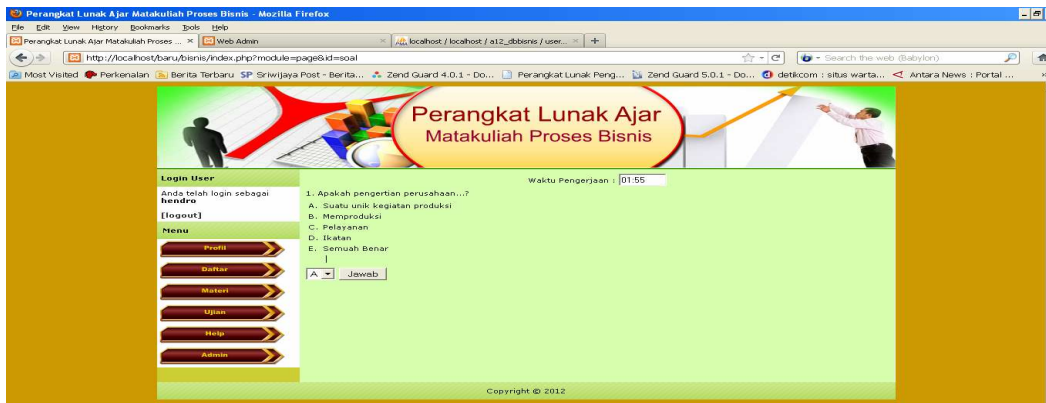 Perangkat Lunak Ajar Matakuliah Proses Bisnis - Mozilla Firefox
File Edit View History Bookmarks Tools Help
Perangkat Lunak Ajar Matakuliah Proses ... × Web Admin × localhost / localhost / a12_dbbisnis / user... × +
http://localhost/baru/bisnis/index.php?module=page&id=soal Search the web (Babylon)
Most Visited Perkenalan Berita Terbaru SP Sriwijaya Post - Berita... Zend Guard 4.0.1 - Do... Perangkat Lunak Peng... Zend Guard 5.0.1 - Do... detikcom : situs warta... Antara News : Portal ... »
Perangkat Lunak Ajar
Matakuliah Proses Bisnis
Login User
Anda telah login sebagai
hendro
[logout]
Menu
Profil
Daftar
Materi
Ujian
Help
Admin
Waktu Pengerjaan : 01:55
1. Apakah pengertian perusahaan...?
A. Suatu unik kegiatan produksi
B. Memproduksi
C. Pelayanan
D. Ikatan
E. Semuah Benar
A Jawab
Copyright © 2012